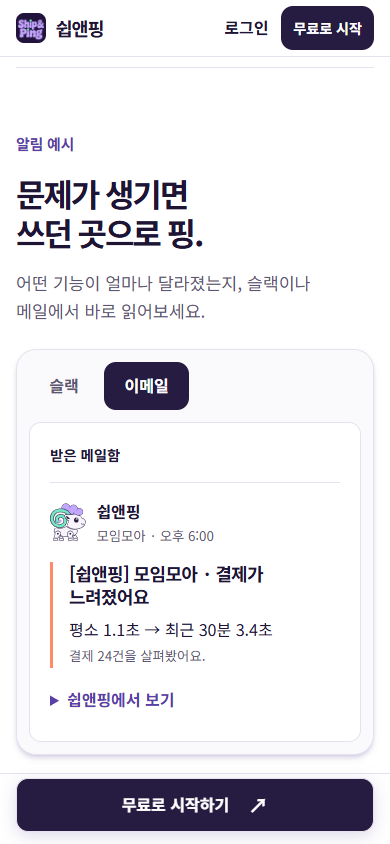 Ship&
Ping
쉽앤핑
로그인
무료로 시작
알림 예시
문제가 생기면
쓰던 곳으로 핑.
어떤 기능이 얼마나 달라졌는지, 슬랙이나
메일에서 바로 읽어보세요.
슬랙
이메일
받은 메일함
쉽앤핑
모임모아 · 오후 6:00
[쉽앤핑] 모임모아 · 결제가
느려졌어요
평소 1.1초 → 최근 30분 3.4초
결제 24건을 살펴봤어요.
▶ 쉽앤핑에서 보기
무료로 시작하기 ↗